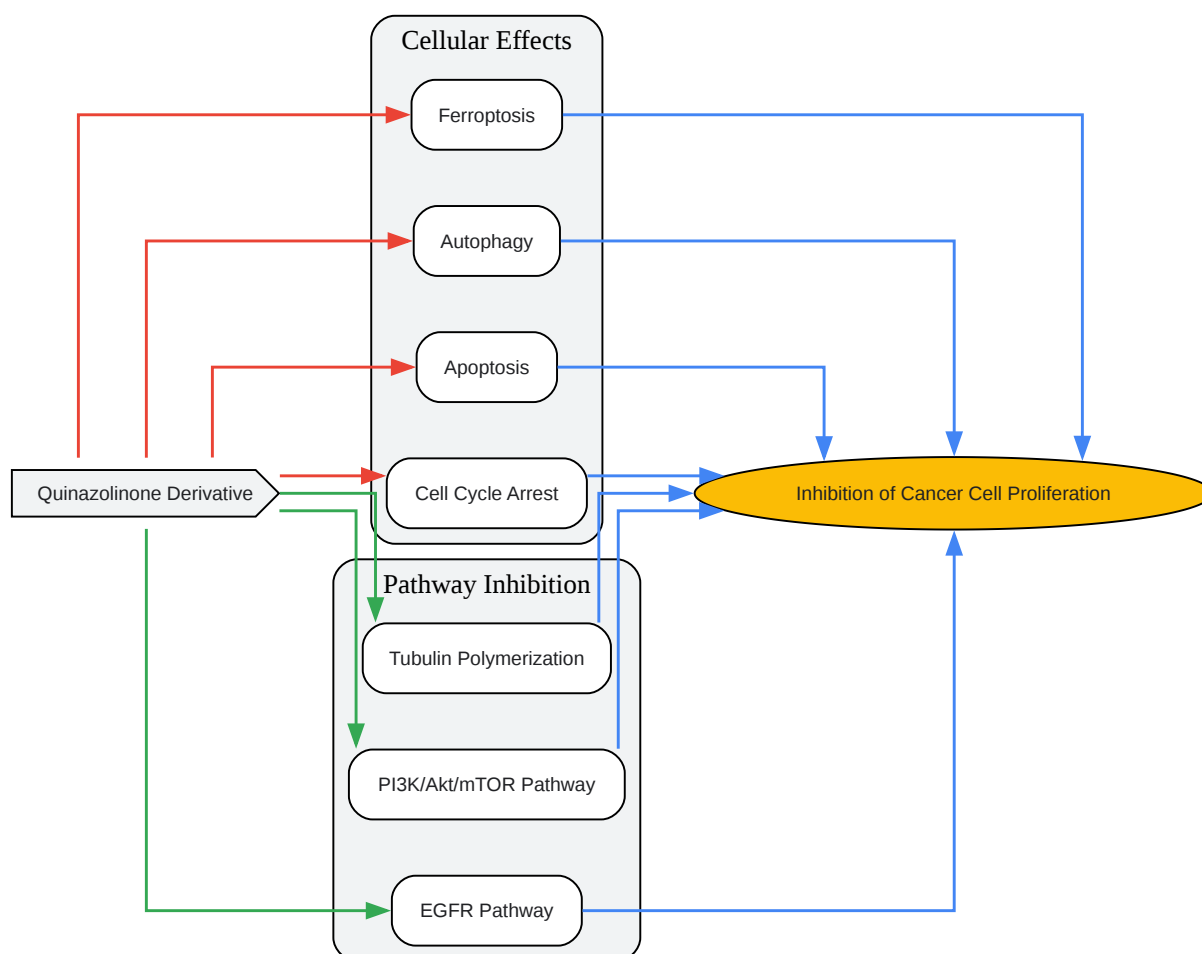 Cellular Effects
Ferroptosis
Autophagy
Apoptosis
Quinazolinone Derivative
Cell Cycle Arrest
Inhibition of Cancer Cell Proliferation
Pathway Inhibition
Tubulin Polymerization
PI3K/Akt/mTOR Pathway
EGFR Pathway